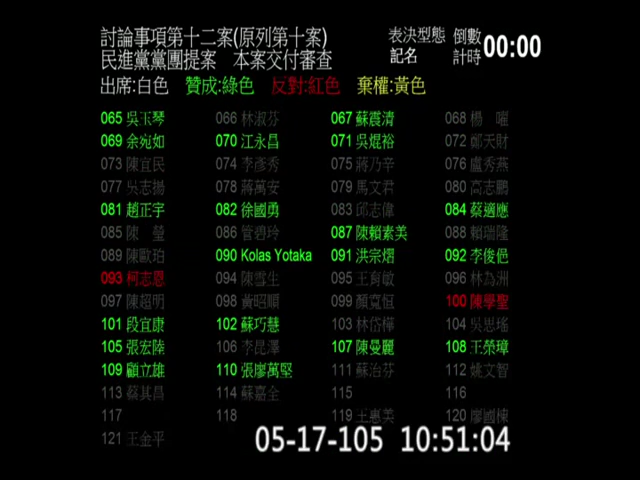 討論事項第十二案(原列第十案)
民進黨黨團提案　本案交付審查
表決型態
記名
倒數
計時
00:00
出席:白色 贊成:綠色 反對:紅色 棄權:黃色
065 吳玉琴 066 林淑芬 067 蘇震清 068 楊　曜
069 余宛如 070 江永昌 071 吳焜裕 072 鄭天財
073 陳宜民 074 李彥秀 075 蔣乃辛 076 盧秀燕
077 吳志揚 078 蔣萬安 079 馬文君 080 高志鵬
081 趙正宇 082 徐國勇 083 邱志偉 084 蔡適應
085 陳　瑩 086 管碧玲 087 陳賴素美 088 賴瑞隆
089 陳歐珀 090 Kolas Yotaka 091 洪宗熠 092 李俊俋
093 柯志恩 094 陳雪生 095 王育敏 096 林為洲
097 陳超明 098 黃昭順 099 顏寬恒 100 陳學聖
101 段宜康 102 蘇巧慧 103 林岱樺 104 吳思瑤
105 張宏陸 106 李昆澤 107 陳曼麗 108 王榮璋
109 顧立雄 110 張廖萬堅 111 蘇治芬 112 姚文智
113 蔡其昌 114 蘇嘉全 115 116
117 118 119 王惠美 120 廖國棟
121 王金平
05-17-105 10:51:04